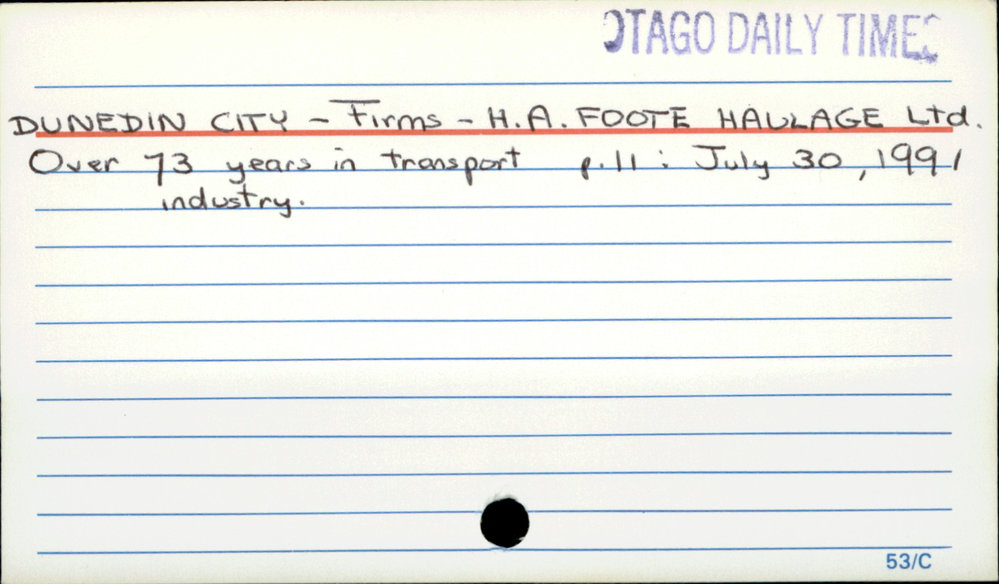 OTAGO DAILY TIMES
DUNEDIN CITY - Firms - H.A. FOOTE HAULAGE Ltd.
Over 73 years in transport p.11 : July 30, 1991
industry.
53/C